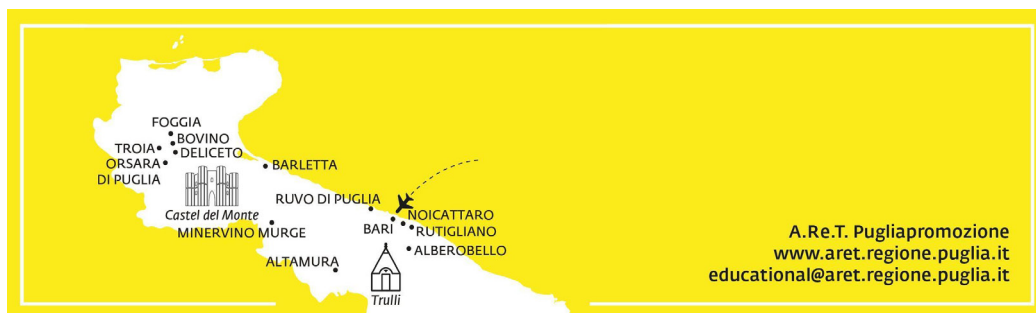 FOGGIA
BOVINO
TROIA
DELICETO
ORSARA
DI PUGLIA
BARLETTA
Castel del Monte
RUVO DI PUGLIA
NOICATTARO
BARI
RUTIGLIANO
MINERVINO MURGE
ALBEROBELLO
ALTAMURA
Trulli
A.Re.T. Pugliapromozione
www.aret.regione.puglia.it
educational@aret.regione.puglia.it